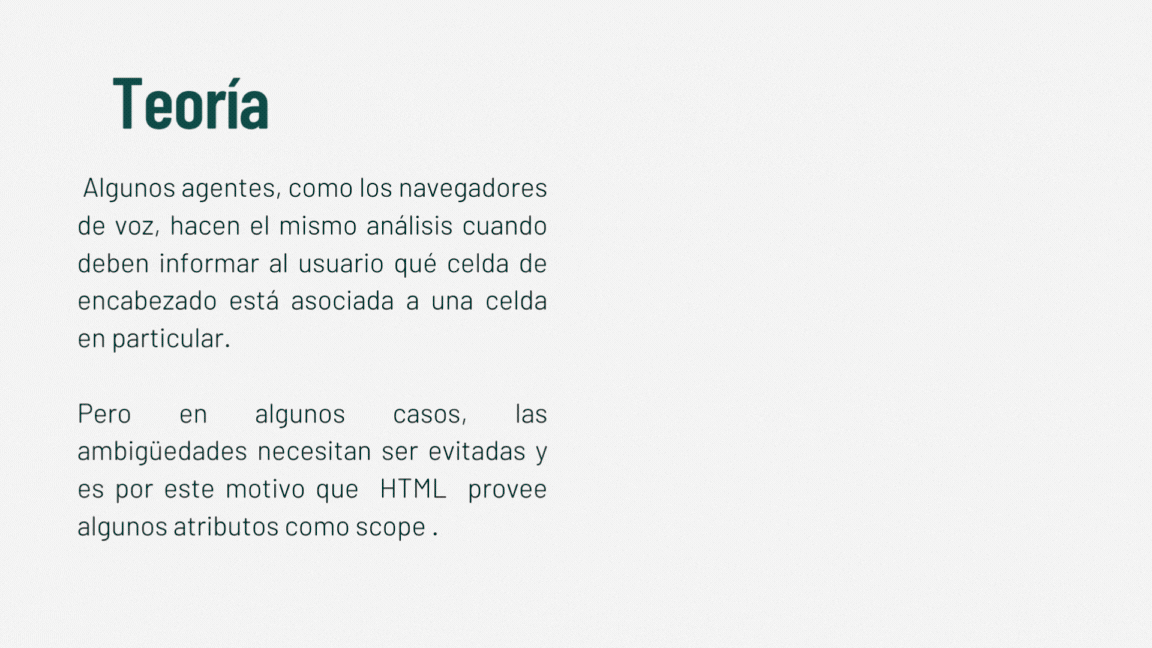 Teoría
Algunos agentes, como los navegadores
de voz, hacen el mismo análisis cuando
deben informar al usuario qué celda de
encabezado está asociada a una celda
en particular.
Pero en algunos casos, las
ambigüedades necesitan ser evitadas y
es por este motivo que HTML provee
algunos atributos como scope .